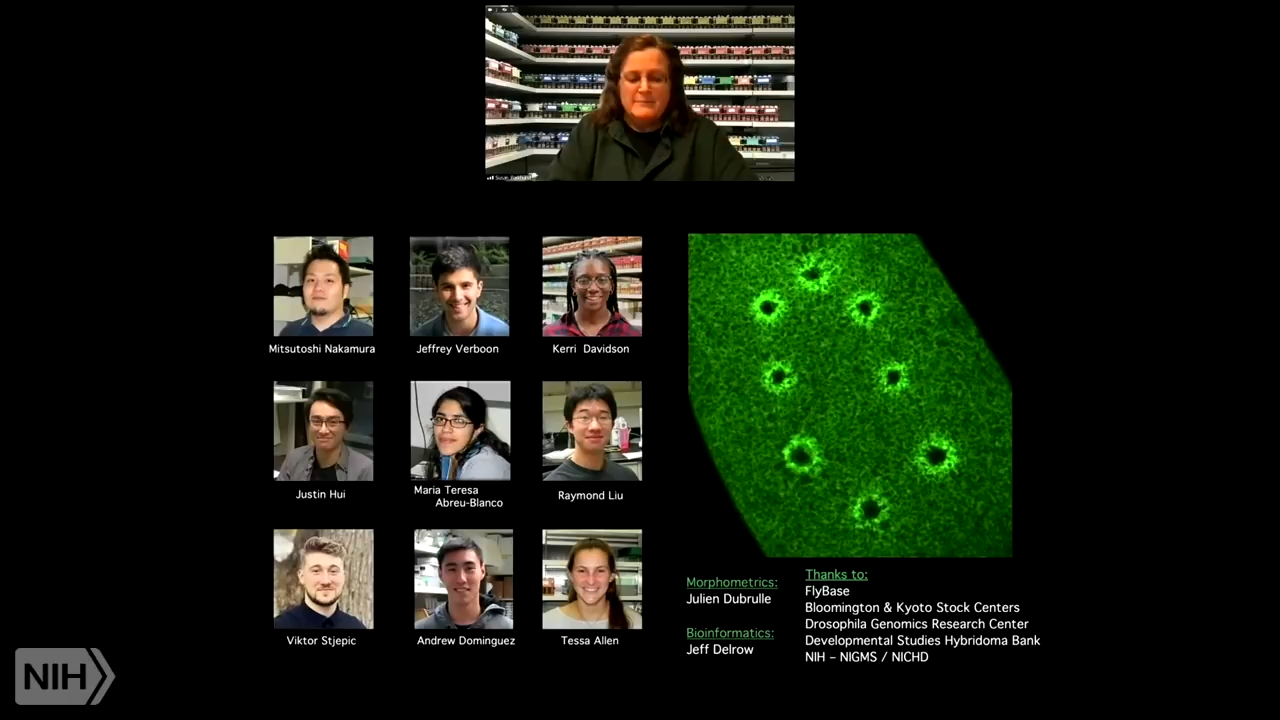 Susan Parkhurst
Mitsutoshi Nakamura
Jeffrey Verboon
Kerri Davidson
Justin Hui
Maria Teresa
Abreu-Blanco
Raymond Liu
Viktor Stjepic
Andrew Dominguez
Tessa Allen
Morphometrics:
Julien Dubrulle
Bioinformatics:
Jeff Delrow
Thanks to:
FlyBase
Bloomington & Kyoto Stock Centers
Drosophila Genomics Research Center
Developmental Studies Hybridoma Bank
NIH – NIGMS / NICHD
NIH